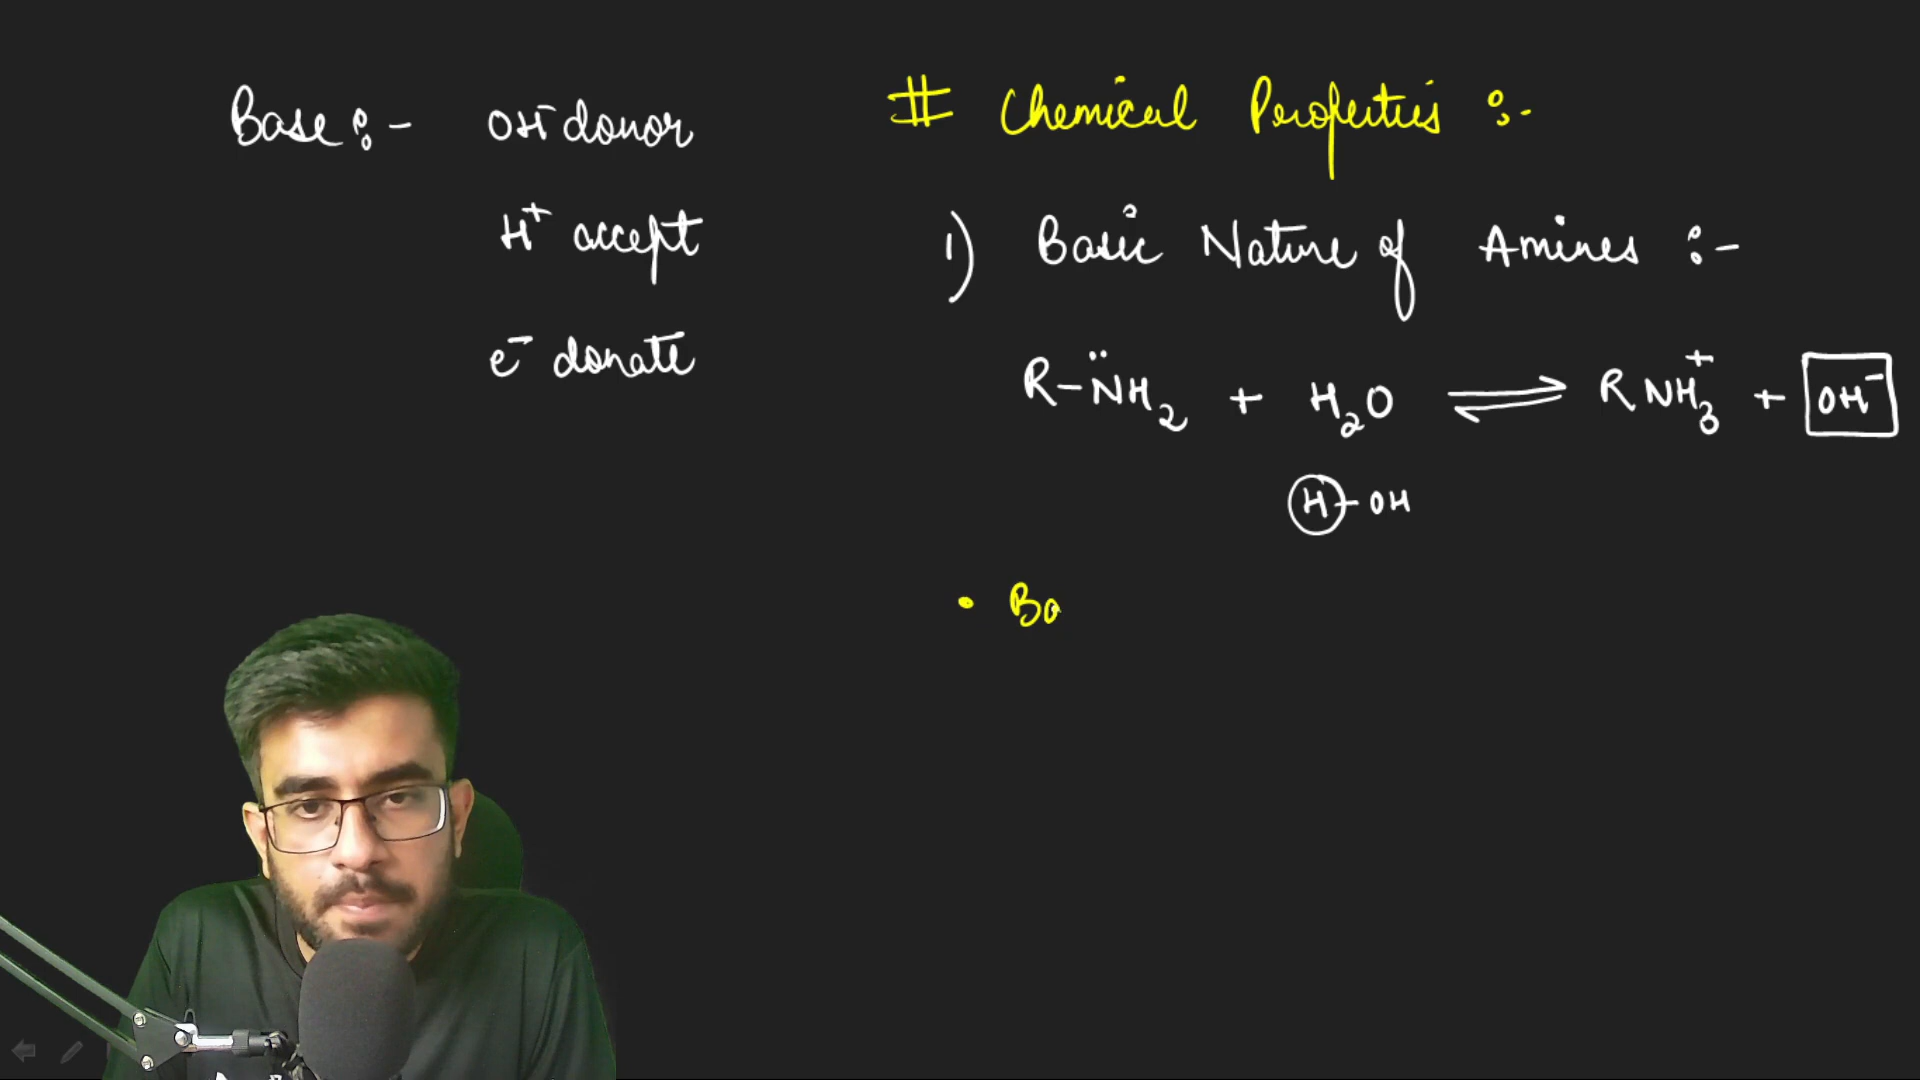 Base :- OH⁻ donor
H⁺ accept
e⁻ donate
# Chemical Properties :-
1) Basic Nature of Amines :-
R-N̈H₂ + H₂O ⇌ RNH₃⁺ + OH⁻
H-OH
• Ba